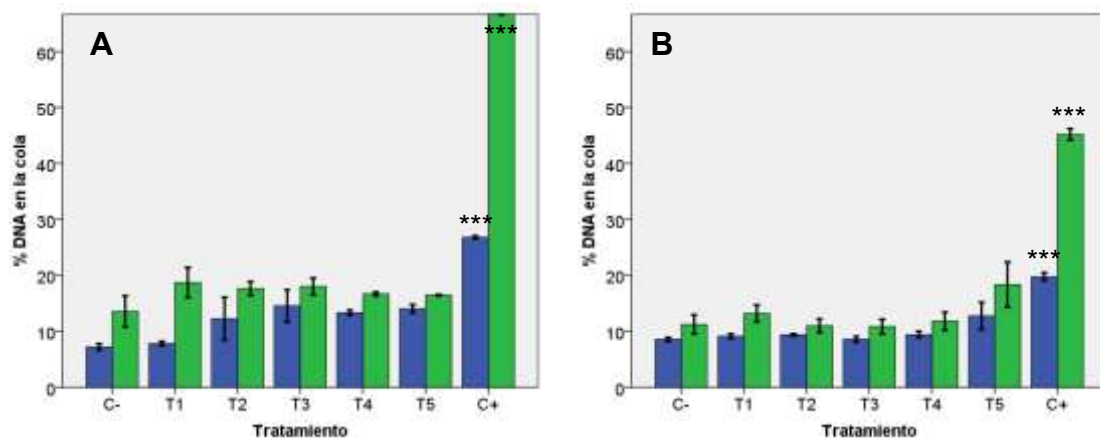 A
% DNA en la cola
60
50
40
30
20
10
0
***
***
C- T1 T2 T3 T4 T5 C+
Tratamiento
B
% DNA en la cola
60
50
40
30
20
10
0
***
***
C- T1 T2 T3 T4 T5 C+
Tratamiento